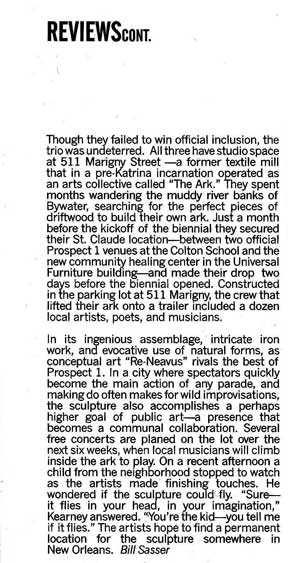 REVIEWSCONT.
Though they failed to win official inclusion, the
trio was undeterred. All three have studio space
at 511 Marigny Street —a former textile mill
that in a pre-Katrina incarnation operated as
an arts collective called “The Ark.” They spent
months wandering the muddy river banks of
Bywater, searching for the perfect pieces of
driftwood to build their own ark. Just a month
before the kickoff of the biennial they secured
their St. Claude location—between two official
Prospect 1 venues at the Colton School and the
new community healing center in the Universal
Furniture building—and made their drop two
days before the biennial opened. Constructed
in the parking lot at 511 Marigny, the crew that
lifted their ark onto a trailer included a dozen
local artists, poets, and musicians.
In its ingenious assemblage, intricate iron
work, and evocative use of natural forms, as
conceptual art “Re-Neavus” rivals the best of
Prospect 1. In a city where spectators quickly
become the main action of any parade, and
making do often makes for wild improvisations,
the sculpture also accomplishes a perhaps
higher goal of public art—a presence that
becomes a communal collaboration. Several
free concerts are planed on the lot over the
next six weeks, when local musicians will climb
inside the ark to play. On a recent afternoon a
child from the neighborhood stopped to watch
as the artists made finishing touches. He
wondered if the sculpture could fly. “Sure—
it flies in your head, in your imagination,”
Kearney answered. “You’re the kid—you tell me
if it flies.” The artists hope to find a permanent
location for the sculpture somewhere in
New Orleans. Bill Sasser